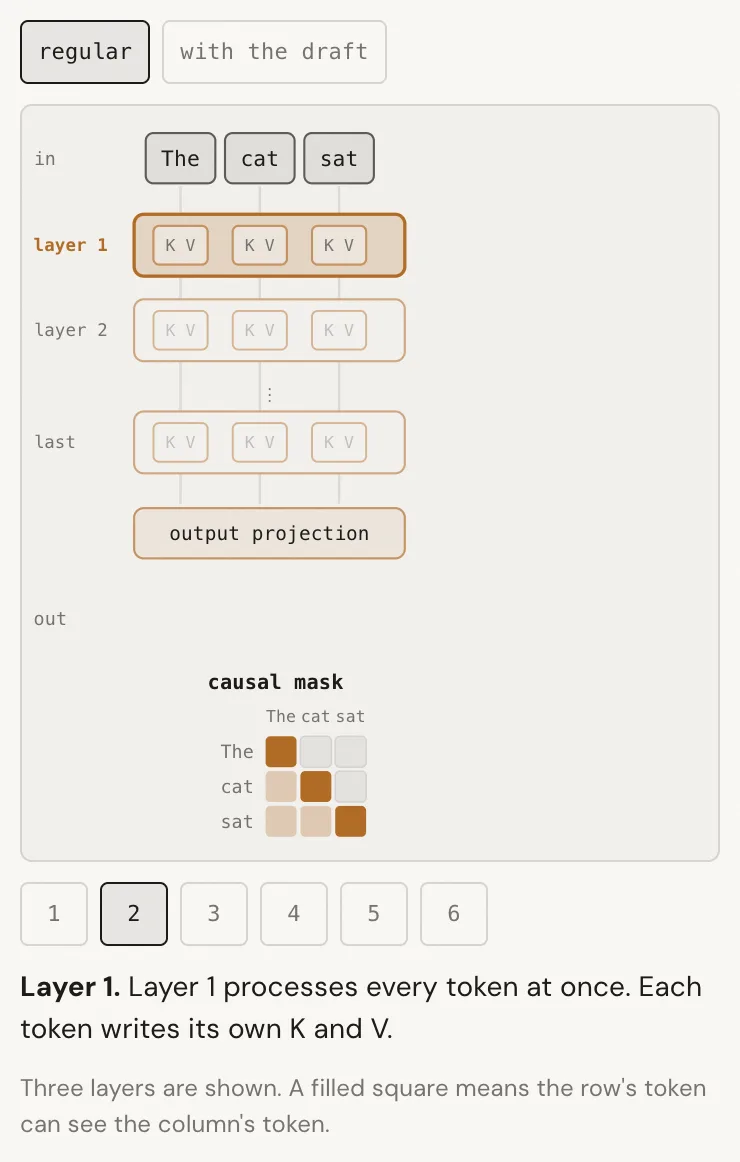 regular with the draft
in The cat sat
layer 1 K V K V K V
layer 2 K V K V K V
⋮
last K V K V K V
output projection
out
causal mask
The cat sat
The
cat
sat
1 2 3 4 5 6
Layer 1. Layer 1 processes every token at once. Each
token writes its own K and V.
Three layers are shown. A filled square means the row's token
can see the column's token.